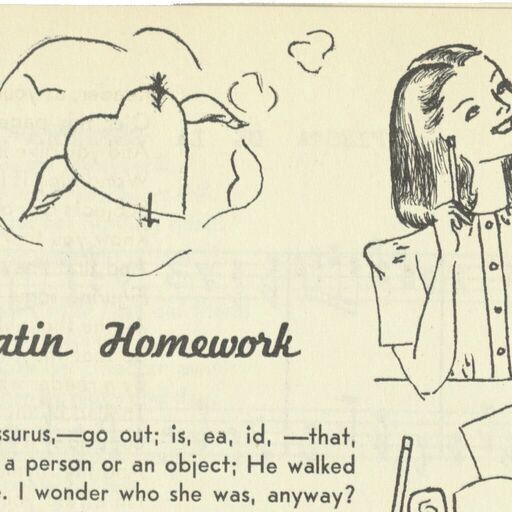 atin Homework
ssurus,—go out; is, ea, id, —that,
a person or an object; He walked
e. I wonder who she was, anyway?